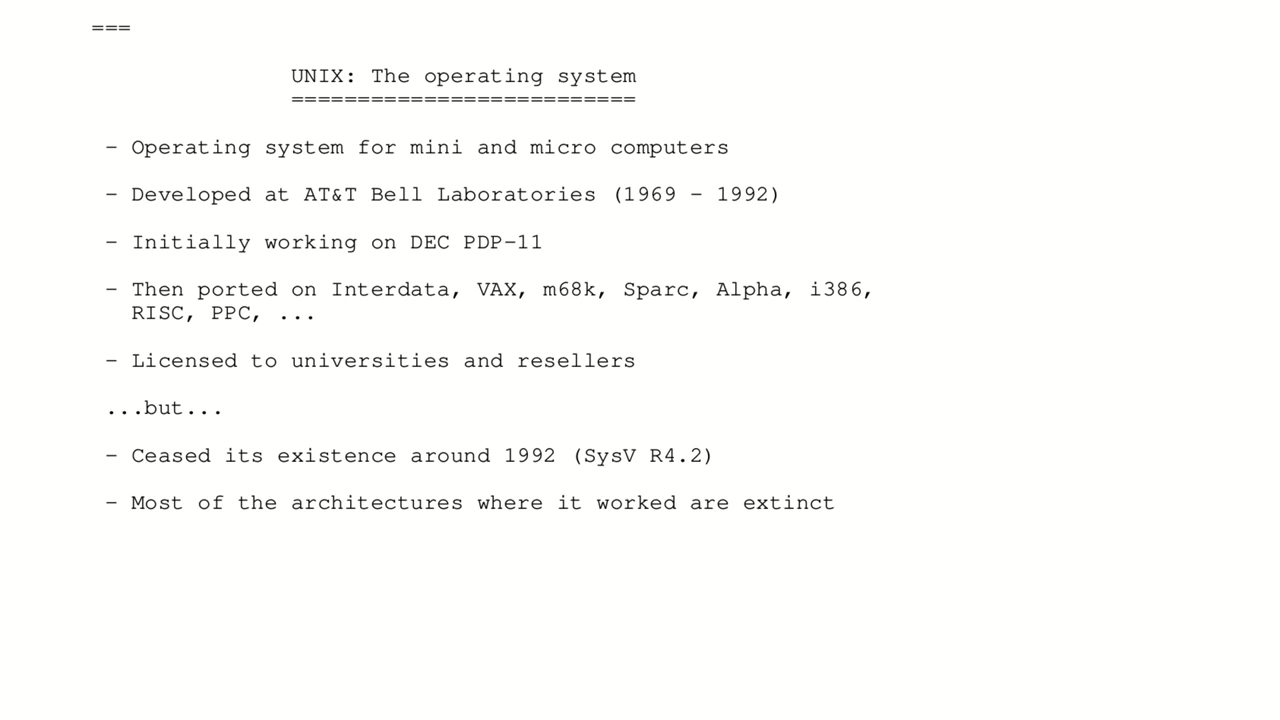 ===
UNIX: The operating system
==========================
- Operating system for mini and micro computers
- Developed at AT&T Bell Laboratories (1969 - 1992)
- Initially working on DEC PDP-11
- Then ported on Interdata, VAX, m68k, Sparc, Alpha, i386,
RISC, PPC, ...
- Licensed to universities and resellers
...but...
- Ceased its existence around 1992 (SysV R4.2)
- Most of the architectures where it worked are extinct